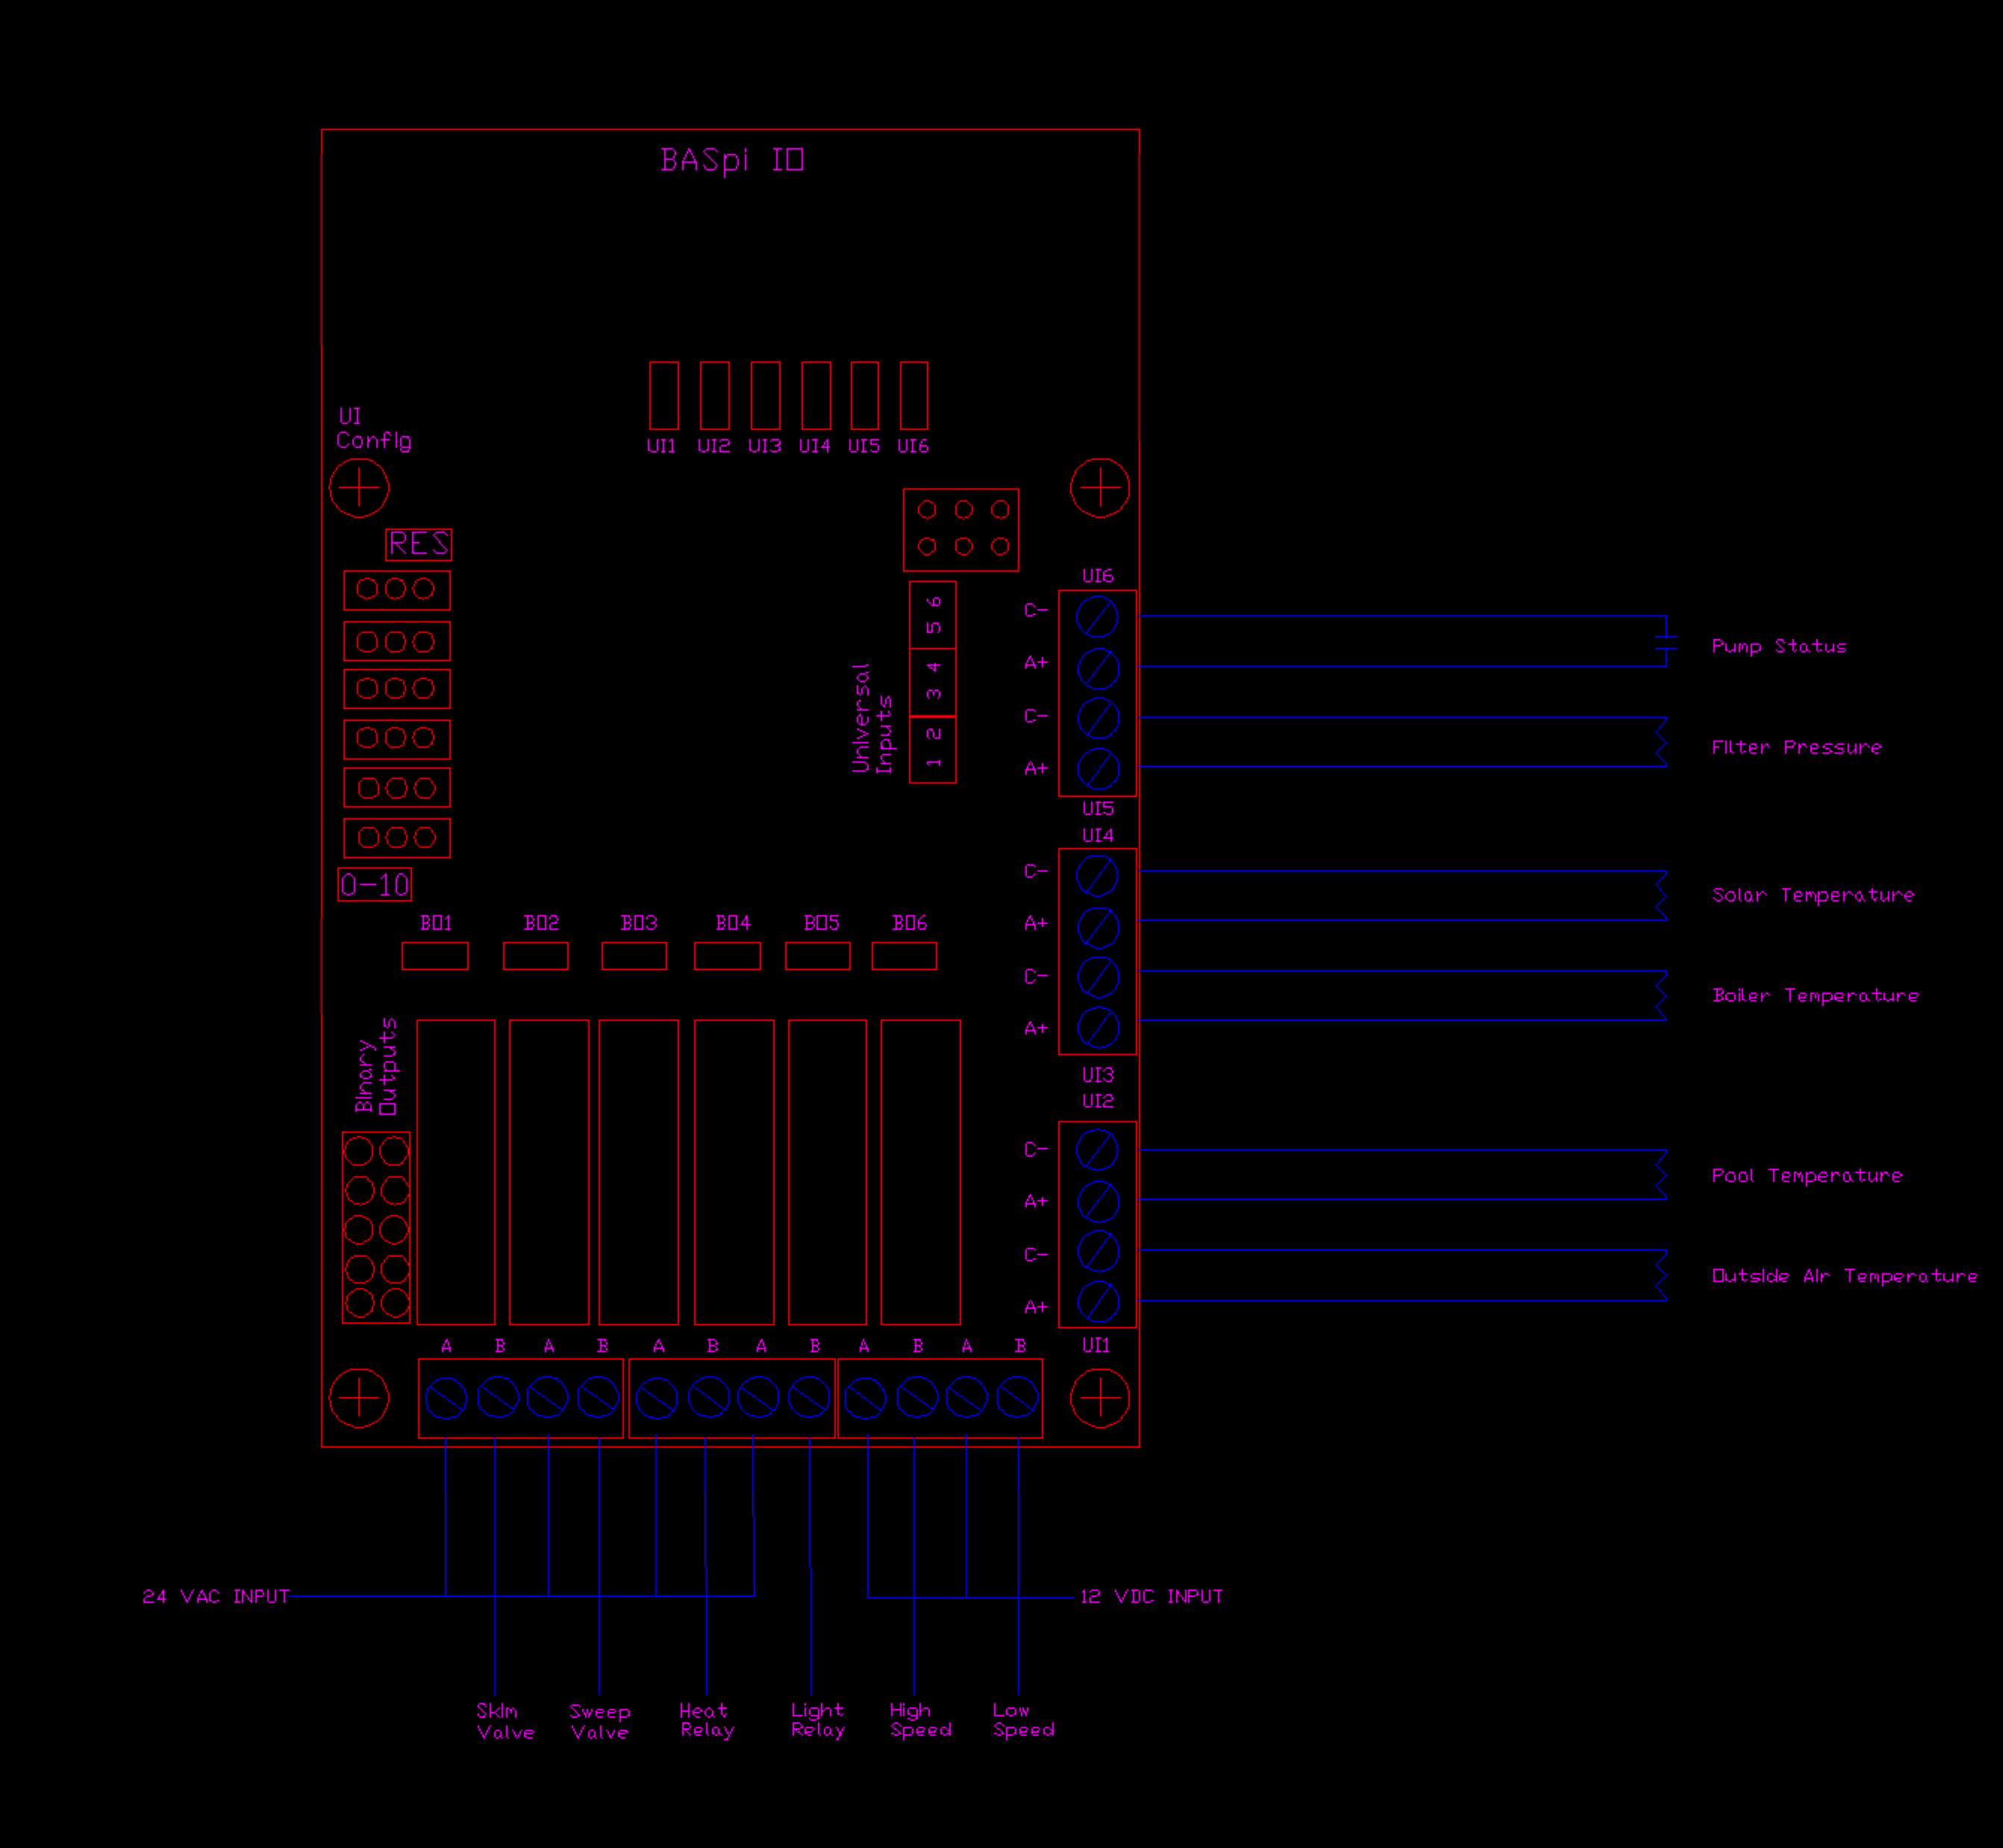 BASpi IO
UI
Config
UI1 UI2 UI3 UI4 UI5 UI6
RES
UI6
C-
A+
C-
A+
UI5
Pump Status
Filter Pressure
Universal
Inputs
1 2 3 4 5 6
UI4
C-
A+
C-
A+
UI3
Solar Temperature
Boiler Temperature
0-10
BO1 BO2 BO3 BO4 BO5 BO6
Binary
Outputs
UI2
C-
A+
C-
A+
UI1
Pool Temperature
Outside Air Temperature
A B A B A B A B A B A B
24 VAC INPUT
12 VDC INPUT
Skim
Valve
Sweep
Valve
Heat
Relay
Light
Relay
High
Speed
Low
Speed